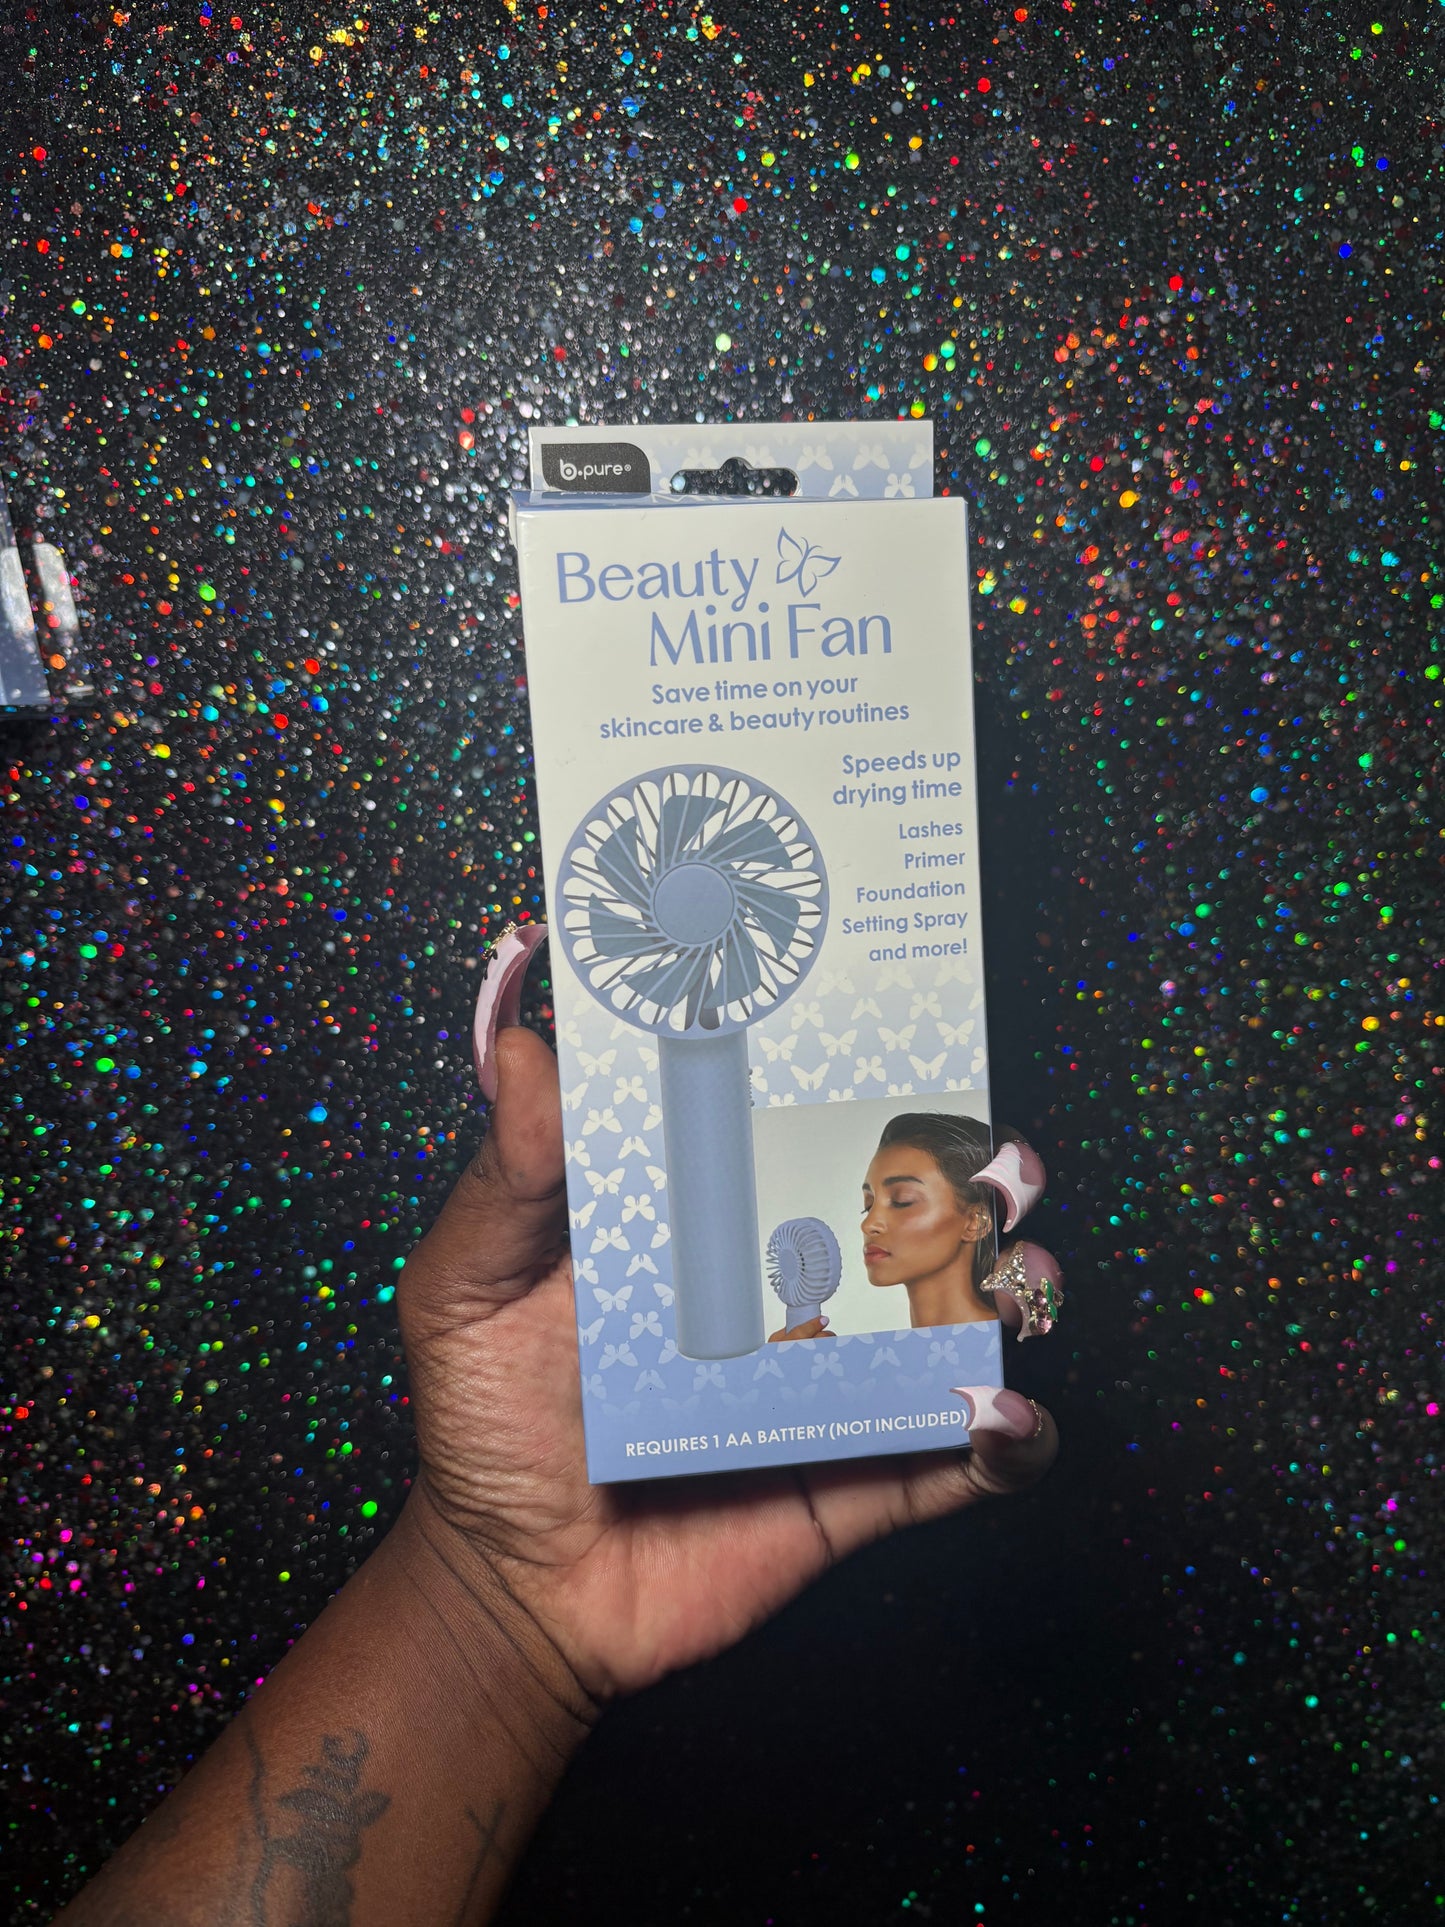 b.pure®
Beauty
Mini Fan
Save time on your
skincare & beauty routines
Speeds up
drying time
Lashes
Primer
Foundation
Setting Spray
and more!
REQUIRES 1 AA BATTERY (NOT INCLUDED)